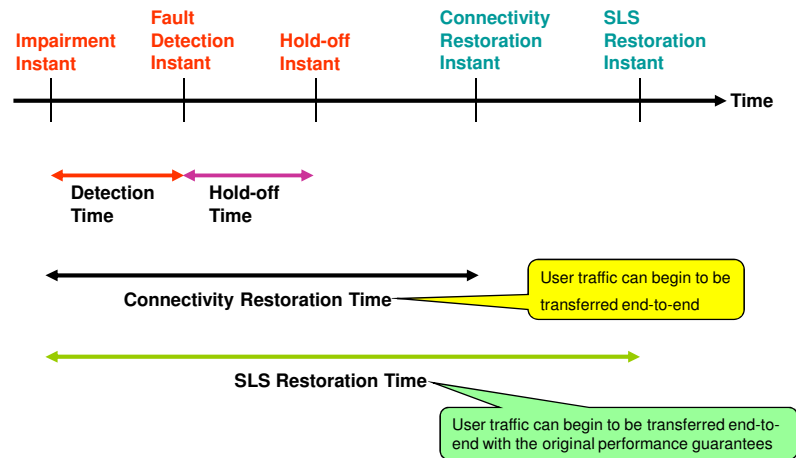 Impairment
Instant
Fault
Detection
Instant
Hold-off
Instant
Connectivity
Restoration
Instant
SLS
Restoration
Instant
Time
Detection
Time
Hold-off
Time
Connectivity Restoration Time
User traffic can begin to be
transferred end-to-end
SLS Restoration Time
User traffic can begin to be transferred end-to-
end with the original performance guarantees